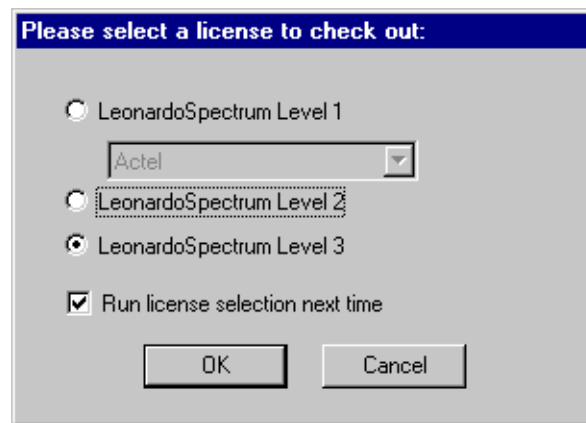 Please select a license to check out:
LeonardoSpectrum Level 1
Actel
LeonardoSpectrum Level 2
LeonardoSpectrum Level 3
Run license selection next time
OK Cancel